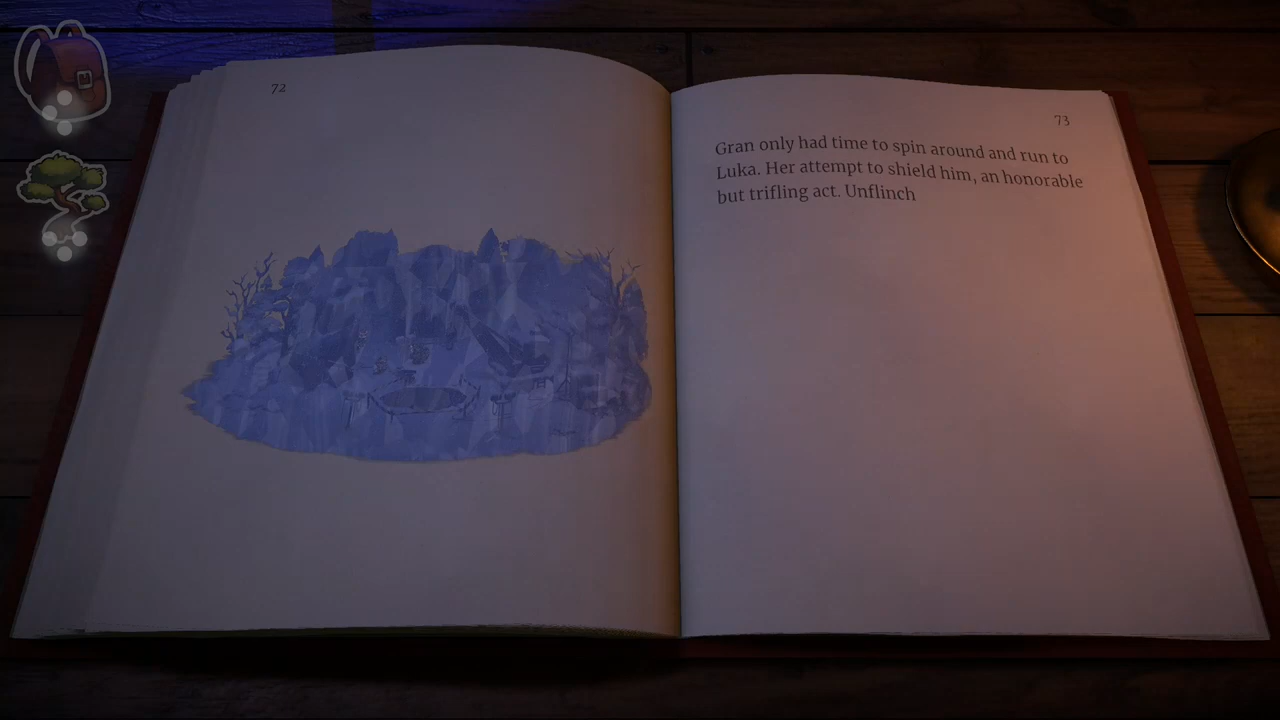 72
73
Gran only had time to spin around and run to
Luka. Her attempt to shield him, an honorable
but trifling act. Unflinch